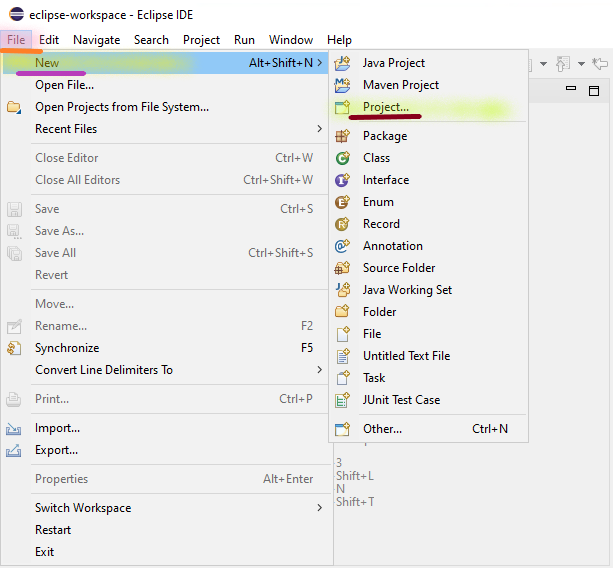 eclipse-workspace - Eclipse IDE
File Edit Navigate Search Project Run Window Help
New Alt+Shift+N >
Open File...
Open Projects from File System...
Recent Files >
Close Editor Ctrl+W
Close All Editors Ctrl+Shift+W
Save Ctrl+S
Save As...
Save All Ctrl+Shift+S
Revert
Move...
Rename... F2
Synchronize F5
Convert Line Delimiters To >
Print... Ctrl+P
Import...
Export...
Properties Alt+Enter
Switch Workspace >
Restart
Exit
Java Project
Maven Project
Project...
Package
Class
Interface
Enum
Record
Annotation
Source Folder
Java Working Set
Folder
File
Untitled Text File
Task
JUnit Test Case
Other... Ctrl+N
3
Shift+L
N
Shift+T